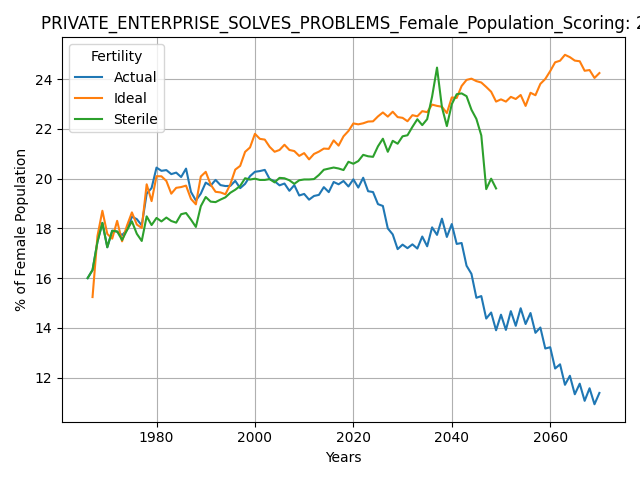 PRIVATE_ENTERPRISE_SOLVES_PROBLEMS_Female_Population_Scoring: 2
Fertility
Actual
Ideal
Sterile
% of Female Population
24
22
20
18
16
14
12
1980
2000
2020
2040
2060
Years